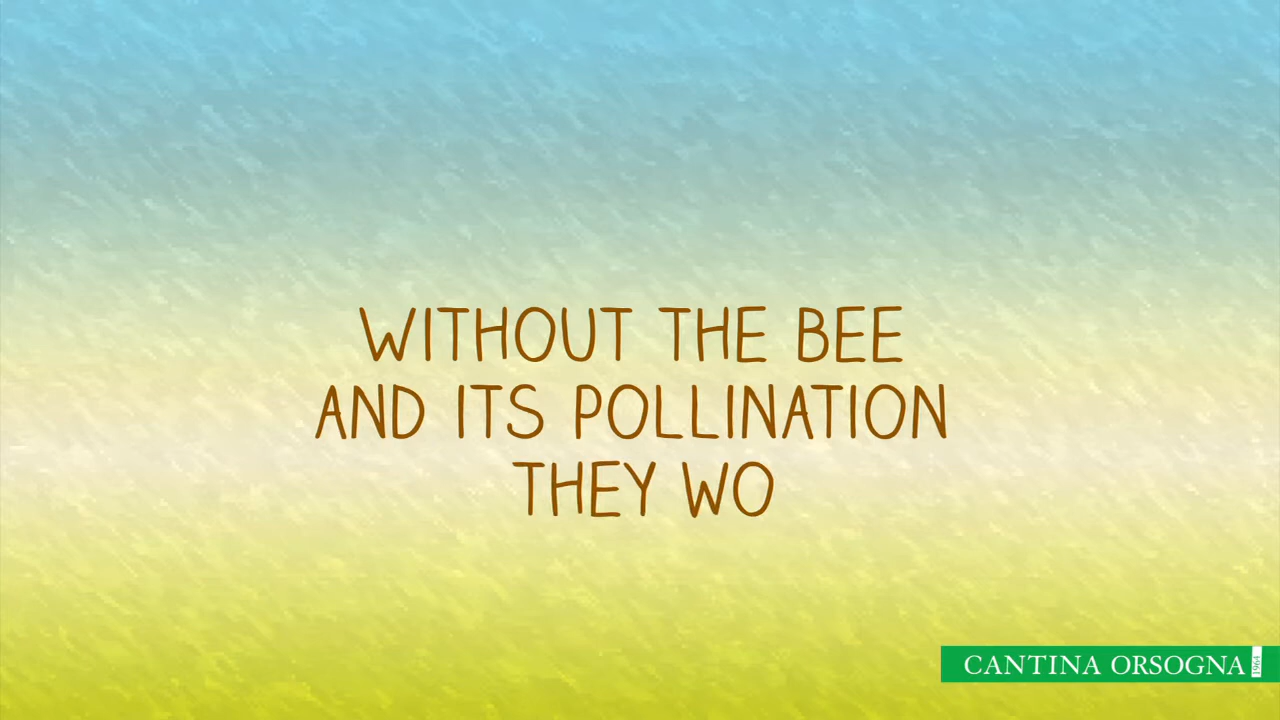 WITHOUT THE BEE
AND ITS POLLINATION
THEY WO
CANTINA ORSOGNA 1964